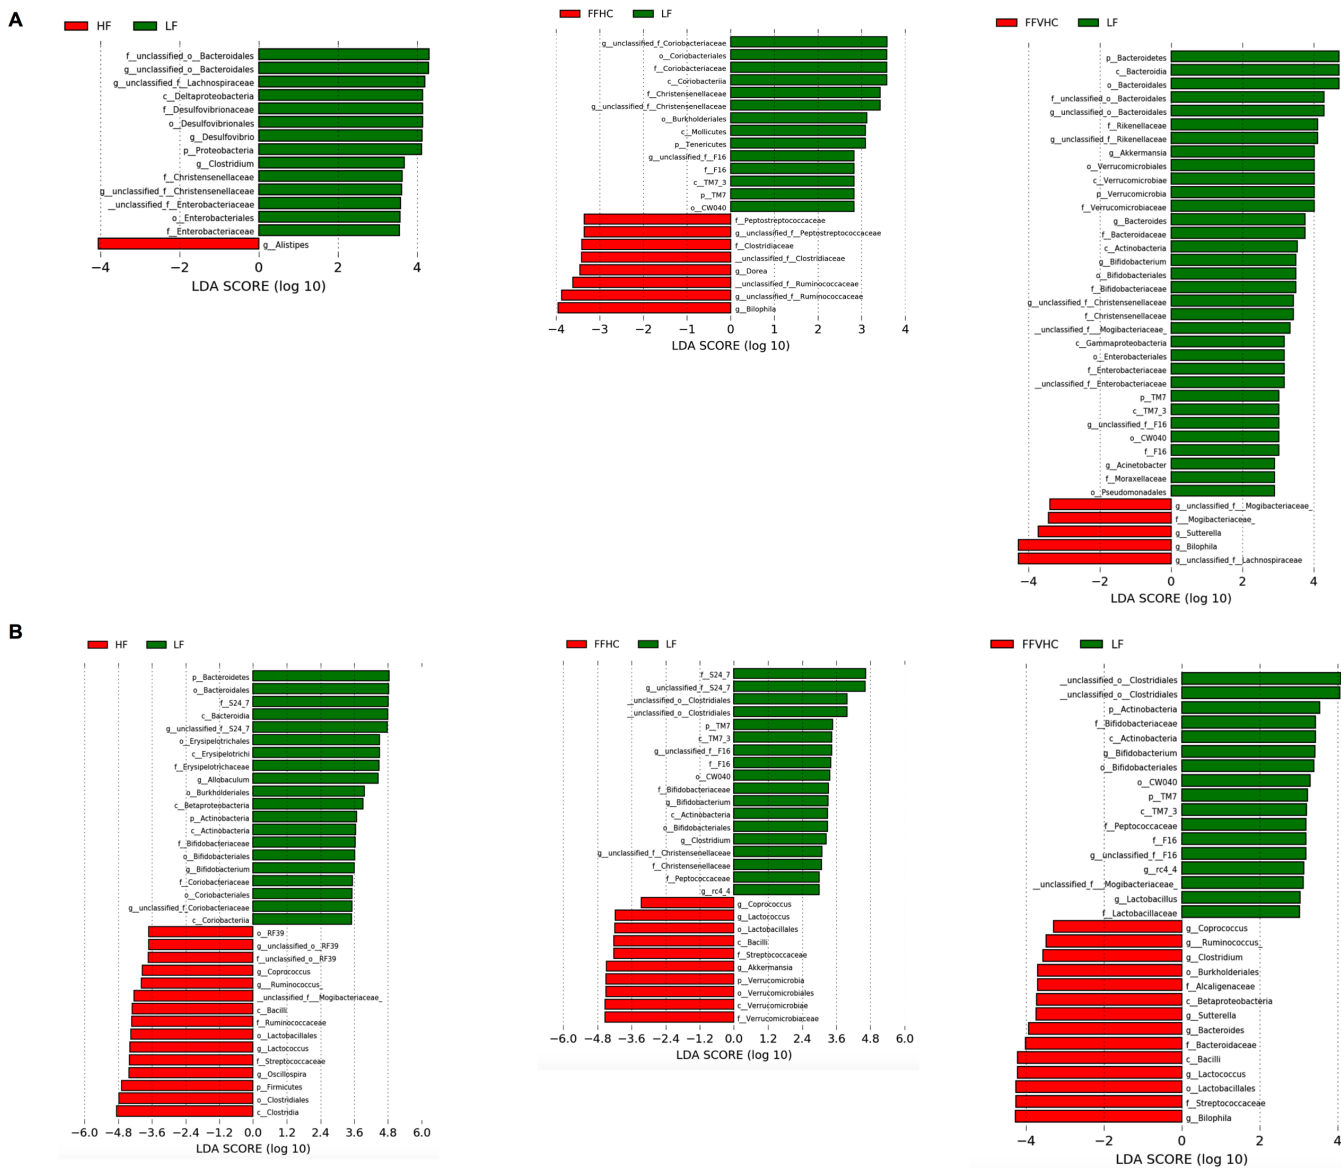 A
HF LF
f_unclassified_o__Bacteroidales
g__unclassified_o__Bacteroidales
g__unclassified_f__Lachnospiraceae
c__Deltaproteobacteria
f__Desulfovibrionaceae
o__Desulfovibrionales
g__Desulfovibrio
p__Proteobacteria
g__Clostridium
f__Christensenellaceae
g__unclassified_f__Christensenellaceae
__unclassified_f__Enterobacteriaceae
o__Enterobacteriales
f__Enterobacteriaceae
g__Alistipes
−4 −2 0 2 4
LDA SCORE (log 10)
FFHC LF
g__unclassified_f_Coriobacteriaceae
o__Coriobacteriales
f__Coriobacteriaceae
c__Coriobacteriia
f__Christensenellaceae
g__unclassified_f__Christensenellaceae
o__Burkholderiales
c__Mollicutes
p__Tenericutes
g__unclassified_f__F16
f__F16
c__TM7_3
p__TM7
o__CW040
f__Peptostreptococcaceae
g__unclassified_f__Peptostreptococcaceae
f__Clostridiaceae
__unclassified_f__Clostridiaceae
g__Dorea
__unclassified_f__Ruminococcaceae
g__unclassified_f__Ruminococcaceae
g__Bilophila
−4 −3 −2 −1 0 1 2 3 4
LDA SCORE (log 10)
FFVHC LF
p__Bacteroidetes
c__Bacteroidia
o__Bacteroidales
f__unclassified_o__Bacteroidales
g__unclassified_o__Bacteroidales
f__Rikenellaceae
g__unclassified_f__Rikenellaceae
g__Akkermansia
o__Verrucomicrobiales
c__Verrucomicrobiae
p__Verrucomicrobia
f__Verrucomicrobiaceae
g__Bacteroides
f__Bacteroidaceae
c__Actinobacteria
g__Bifidobacterium
o__Bifidobacteriales
f__Bifidobacteriaceae
g__unclassified_f__Christensenellaceae
f__Christensenellaceae
__unclassified_f___Mogibacteriaceae_
c__Gammaproteobacteria
o__Enterobacteriales
f__Enterobacteriaceae
__unclassified_f__Enterobacteriaceae
p__TM7
c__TM7_3
g__unclassified_f__F16
o__CW040
f__F16
g__Acinetobacter
f__Moraxellaceae
o__Pseudomonadales
g__unclassified_f___Mogibacteriaceae_
f___Mogibacteriaceae_
g__Sutterella
g__Bilophila
g__unclassified_f__Lachnospiraceae
−4 −2 0 2 4
LDA SCORE (log 10)
B
HF LF
p__Bacteroidetes
o__Bacteroidales
f__S24_7
c__Bacteroidia
g__unclassified_f__S24_7
o__Erysipelotrichales
c__Erysipelotrichi
f__Erysipelotrichaceae
g__Allobaculum
o__Burkholderiales
c__Betaproteobacteria
p__Actinobacteria
c__Actinobacteria
f__Bifidobacteriaceae
o__Bifidobacteriales
g__Bifidobacterium
f__Coriobacteriaceae
o__Coriobacteriales
g__unclassified_f_Coriobacteriaceae
c__Coriobacteriia
o__RF39
g__unclassified_o__RF39
f__unclassified_o__RF39
g__Coprococcus
g___Ruminococcus_
__unclassified_f___Mogibacteriaceae_
c__Bacilli
f__Ruminococcaceae
o__Lactobacillales
g__Lactococcus
f__Streptococcaceae
g__Oscillospira
p__Firmicutes
o__Clostridiales
c__Clostridia
−6.0 −4.8 −3.6 −2.4 −1.2 0.0 1.2 2.4 3.6 4.8 6.0
LDA SCORE (log 10)
FFHC LF
f__S24_7
g__unclassified_f__S24_7
__unclassified_o__Clostridiales
__unclassified_o__Clostridiales
p__TM7
c__TM7_3
g__unclassified_f__F16
f__F16
o__CW040
f__Bifidobacteriaceae
g__Bifidobacterium
c__Actinobacteria
o__Bifidobacteriales
g__Clostridium
g__unclassified_f__Christensenellaceae
f__Christensenellaceae
f__Peptococcaceae
g__rc4_4
g__Coprococcus
g__Lactococcus
o__Lactobacillales
c__Bacilli
f__Streptococcaceae
g__Akkermansia
p__Verrucomicrobia
o__Verrucomicrobiales
c__Verrucomicrobiae
f__Verrucomicrobiaceae
−6.0 −4.8 −3.6 −2.4 −1.2 0.0 1.2 2.4 3.6 4.8 6.0
LDA SCORE (log 10)
FFVHC LF
__unclassified_o__Clostridiales
__unclassified_o__Clostridiales
p__Actinobacteria
f__Bifidobacteriaceae
c__Actinobacteria
g__Bifidobacterium
o__Bifidobacteriales
o__CW040
p__TM7
c__TM7_3
f__Peptococcaceae
f__F16
g__unclassified_f__F16
g__rc4_4
__unclassified_f___Mogibacteriaceae_
g__Lactobacillus
f__Lactobacillaceae
g__Coprococcus
g___Ruminococcus_
g__Clostridium
o__Burkholderiales
f__Alcaligenaceae
c__Betaproteobacteria
g__Sutterella
g__Bacteroides
f__Bacteroidaceae
c__Bacilli
g__Lactococcus
o__Lactobacillales
f__Streptococcaceae
g__Bilophila
−4 −2 0 2 4
LDA SCORE (log 10)